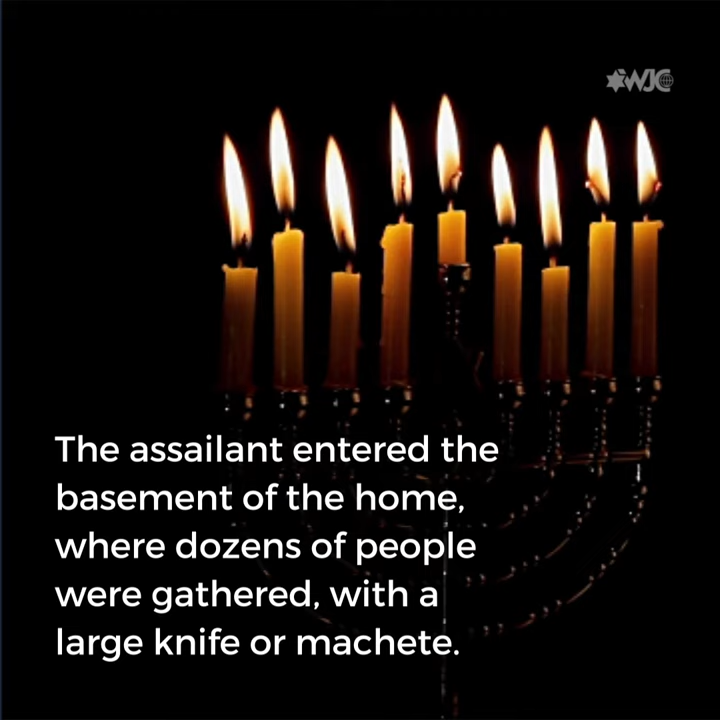 WJC
The assailant entered the
basement of the home,
where dozens of people
were gathered, with a
large knife or machete.